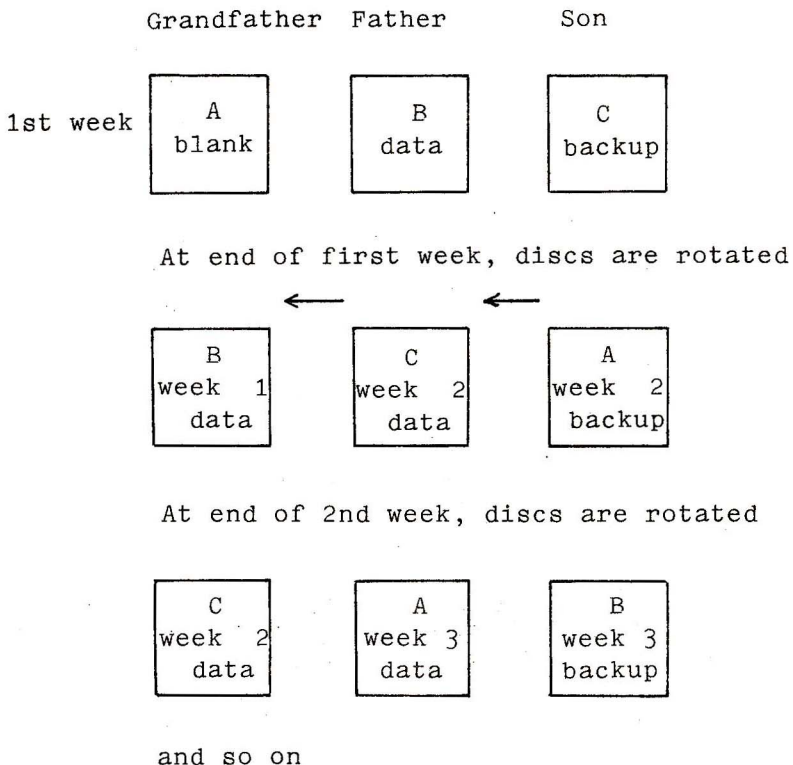 Grandfather Father Son
1st week
A B C
blank data backup
At end of first week, discs are rotated
B C A
week 1 week 2 week 2
data data backup
At end of 2nd week, discs are rotated
C A B
week 2 week 3 week 3
data data backup
and so on